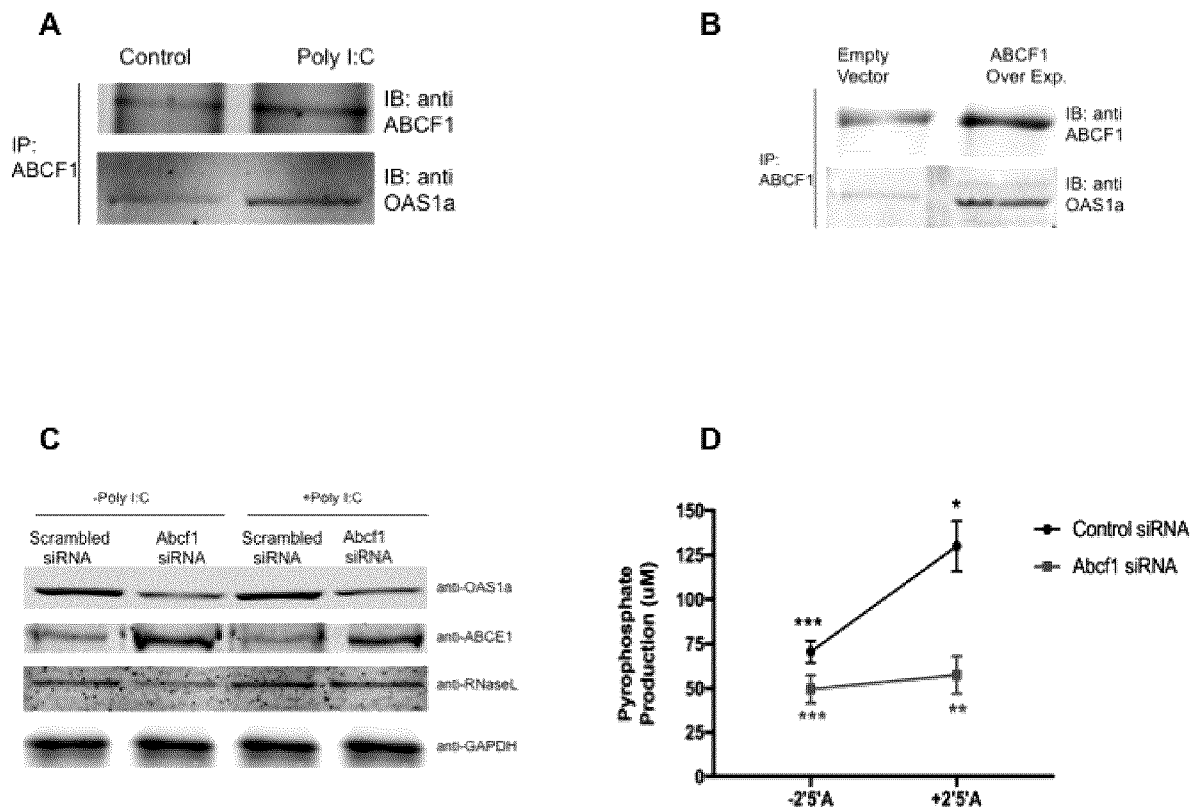 A
Control
Poly I:C
IP:
ABCF1
IB: anti
ABCF1
IB: anti
OAS1a
B
Empty
Vector
ABCF1
Over Exp.
IP:
ABCF1
IB: anti
ABCF1
IB: anti
OAS1a
C
-Poly I:C
+Poly I:C
Scrambled
siRNA
Abcf1
siRNA
Scrambled
siRNA
Abcf1
siRNA
anti-OAS1a
anti-ABCE1
anti-RNaseL
anti-GAPDH
D
Pyrophosphate
Production (uM)
150
125
100
75
50
25
0
***
*
***
**
-2'5'A
+2'5'A
Control siRNA
Abcf1 siRNA